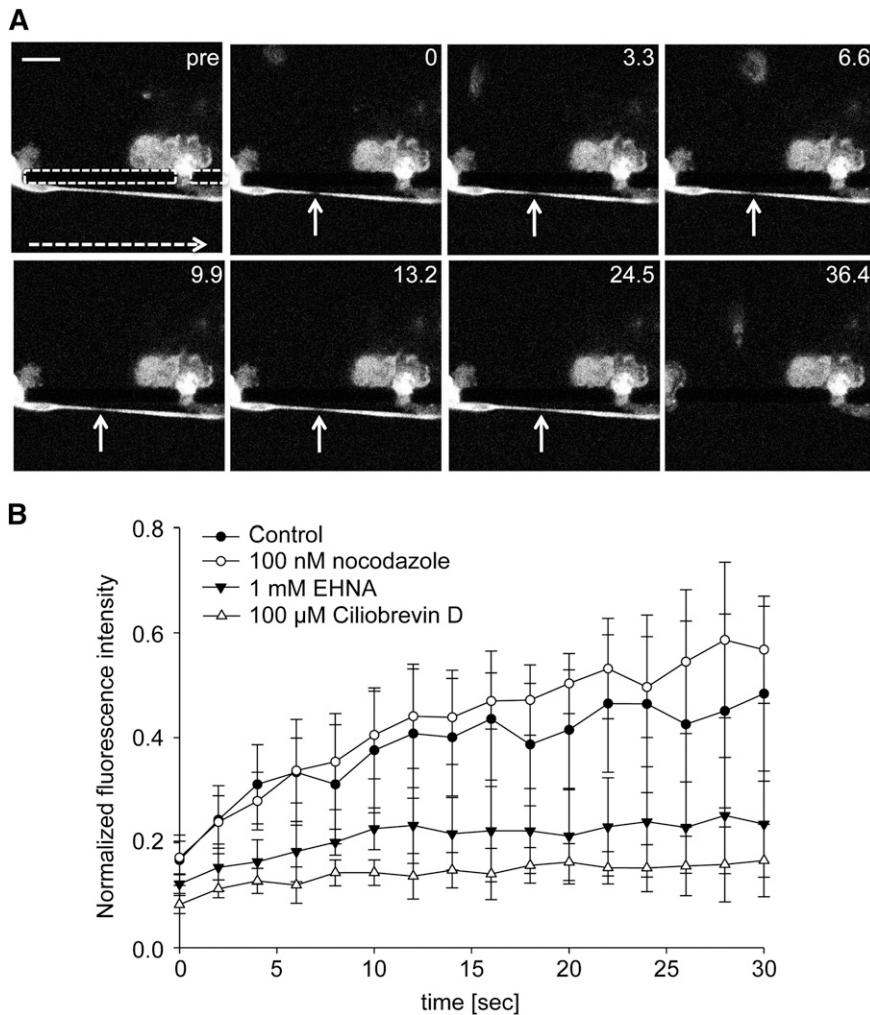 A
pre
0
3.3
6.6
9.9
13.2
24.5
36.4
B
0.8
0.6
0.4
0.2
0.0
Normalized fluorescence intensity
Control
100 nM nocodazole
1 mM EHNA
100 µM Ciliobrevin D
0 5 10 15 20 25 30
time [sec]